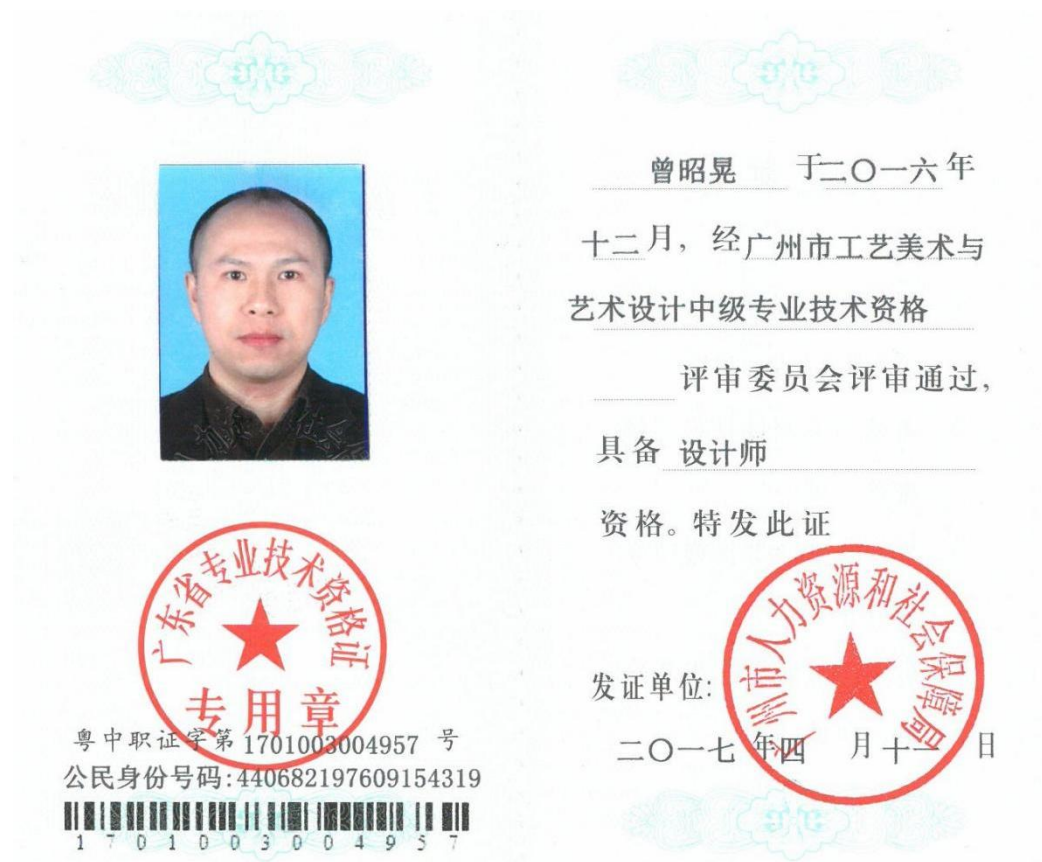 广东省专业技术资格证
专用章
粤中职证字第 1701003004957 号
公民身份号码:440682197609154319
1701003004957
曾昭晃 于二〇一六年
十二月, 经广州市工艺美术与
艺术设计中级专业技术资格
评审委员会评审通过,
具备 设计师
资格。特发此证
广州市人力资源和社会保障局
发证单位:
二〇一七年四月十一日